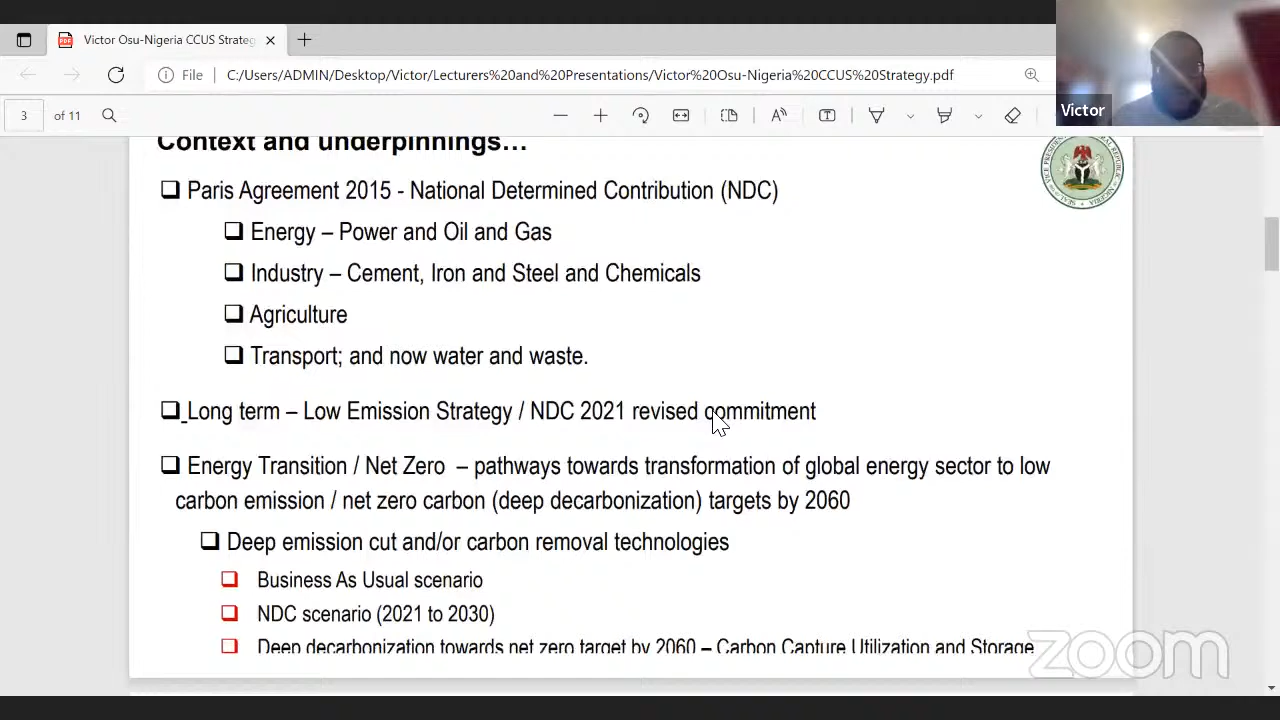 Victor Osu-Nigeria CCUS Strateg
File C:/Users/ADMIN/Desktop/Victor/Lecturers%20and%20Presentations/Victor%20Osu-Nigeria%20CCUS%20Strategy.pdf
3 of 11
Victor
Context and underpinnings...
Paris Agreement 2015 - National Determined Contribution (NDC)
Energy – Power and Oil and Gas
Industry – Cement, Iron and Steel and Chemicals
Agriculture
Transport; and now water and waste.
Long term – Low Emission Strategy / NDC 2021 revised commitment
Energy Transition / Net Zero – pathways towards transformation of global energy sector to low
carbon emission / net zero carbon (deep decarbonization) targets by 2060
Deep emission cut and/or carbon removal technologies
Business As Usual scenario
NDC scenario (2021 to 2030)
Deep decarbonization towards net zero target by 2060 – Carbon Capture Utilization and Storage
zoom